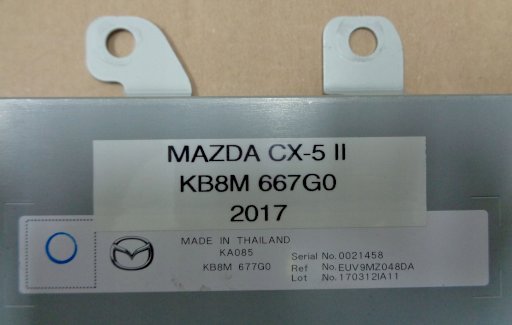 MAZDA CX-5 II
KB8M 667G0
2017
MADE IN THAILAND
KA085
KB8M 677G0
Serial No.0021458
Ref No.EUV9MZ048DA
Lot No.170312IA11